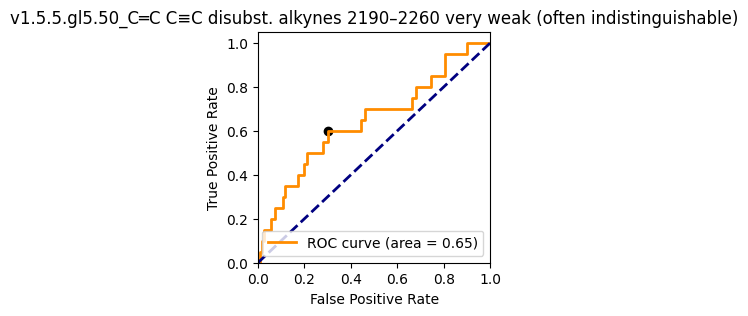 v1.5.5.gl5.50_C═C C≡C disubst. alkynes 2190–2260 very weak (often indistinguishable)
1.0
0.8
0.6
0.4
0.2
0.0
True Positive Rate
ROC curve (area = 0.65)
0.0 0.2 0.4 0.6 0.8 1.0
False Positive Rate